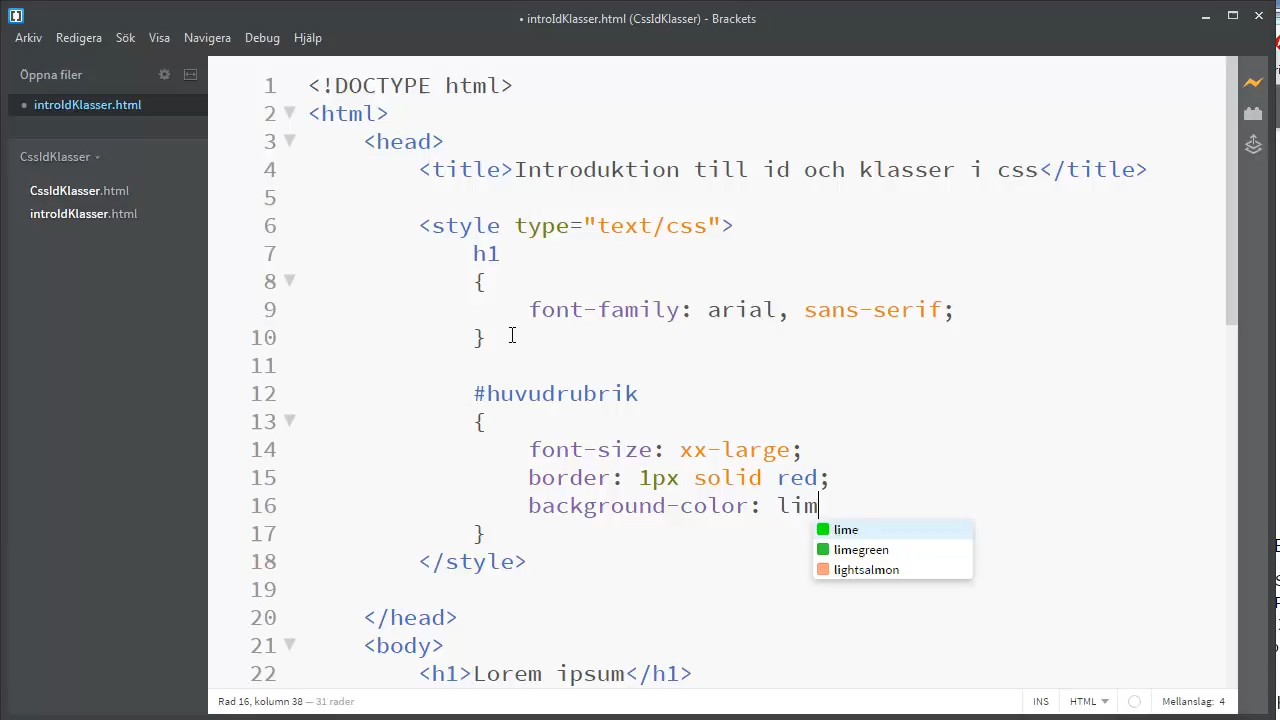 • introIdKlasser.html (CssIdKlasser) - Brackets
Arkiv Redigera Sök Visa Navigera Debug Hjälp
Öppna filer
• introIdKlasser.html
CssIdKlasser
CssIdKlasser.html
introIdKlasser.html
1 <!DOCTYPE html>
2 <html>
3 <head>
4 <title>Introduktion till id och klasser i css</title>
5
6 <style type="text/css">
7 h1
8 {
9 font-family: arial, sans-serif;
10 }
11
12 #huvudrubrik
13 {
14 font-size: xx-large;
15 border: 1px solid red;
16 background-color: lim
lime
limegreen
lightsalmon
17 }
18 </style>
19
20 </head>
21 <body>
22 <h1>Lorem ipsum</h1>
Rad 16, kolumn 38 — 31 rader
INS HTML Mellanslag: 4